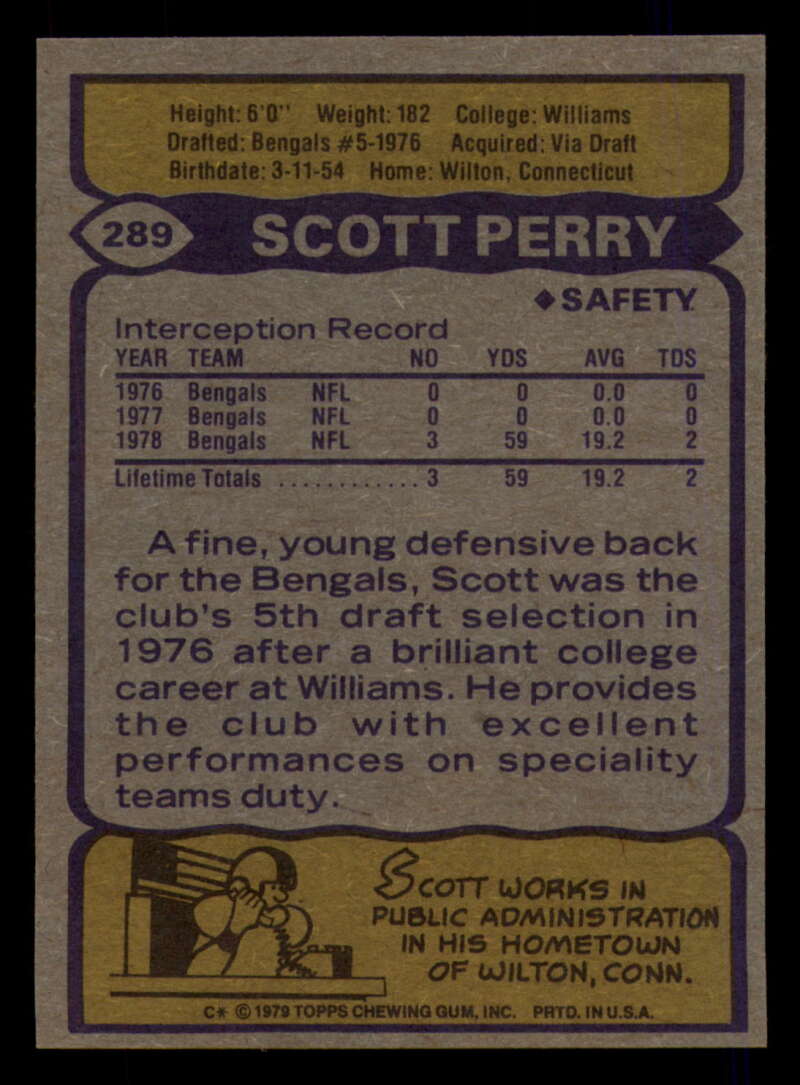 Height: 6'0" Weight: 182 College: Williams
Drafted: Bengals #5-1976 Acquired: Via Draft
Birthdate: 3-11-54 Home: Wilton, Connecticut
289 SCOTT PERRY
◆SAFETY
Interception Record
YEAR TEAM NO YDS AVG TDS
1976 Bengals NFL 0 0 0.0 0
1977 Bengals NFL 0 0 0.0 0
1978 Bengals NFL 3 59 19.2 2
Lifetime Totals ............ 3 59 19.2 2
A fine, young defensive back
for the Bengals, Scott was the
club's 5th draft selection in
1976 after a brilliant college
career at Williams. He provides
the club with excellent
performances on speciality
teams duty.
SCOTT WORKS IN
PUBLIC ADMINISTRATION
IN HIS HOMETOWN
OF WILTON, CONN.
C* © 1979 TOPPS CHEWING GUM, INC. PRTD. IN U.S.A.